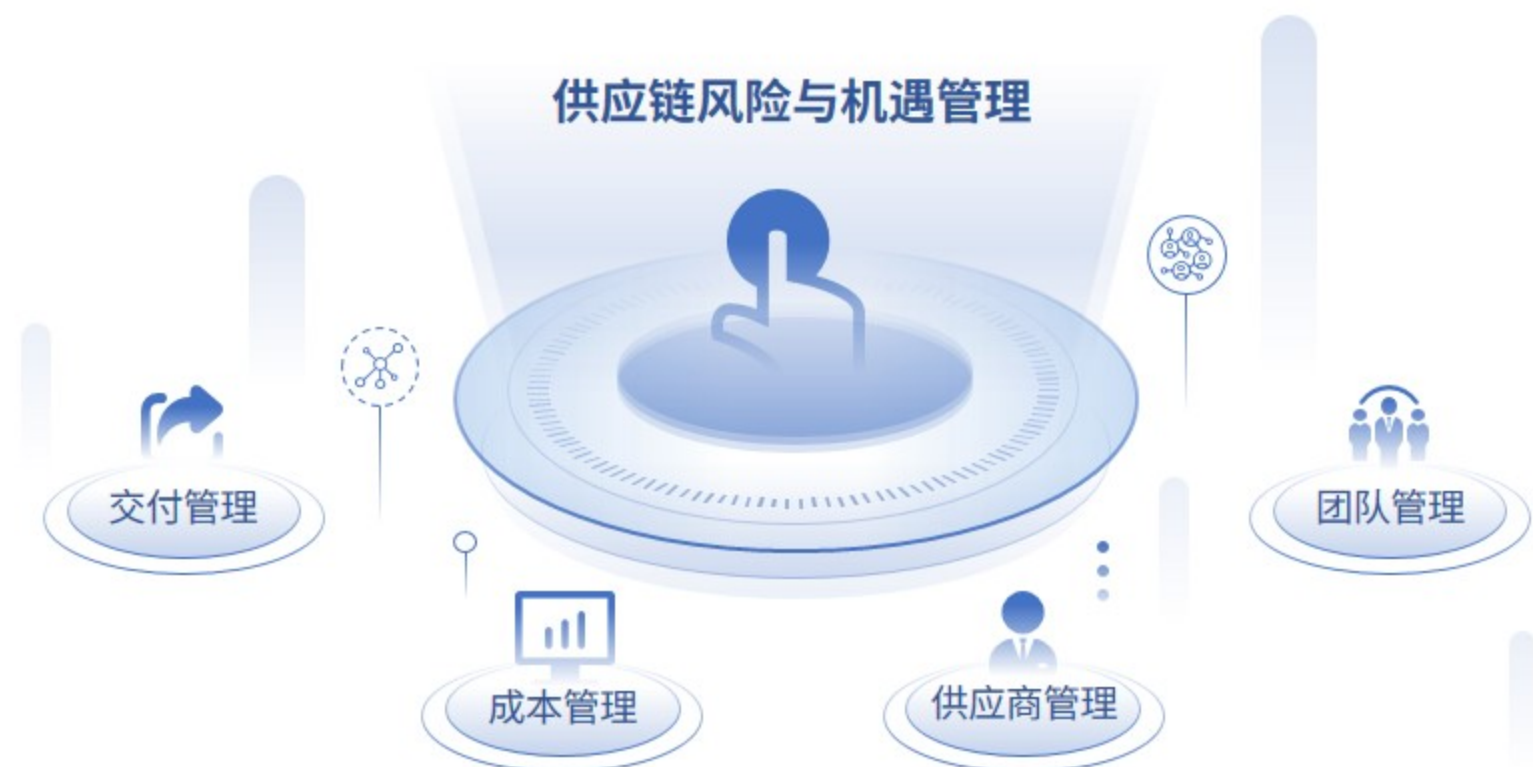 供应链风险与机遇管理
交付管理
团队管理
成本管理
供应商管理